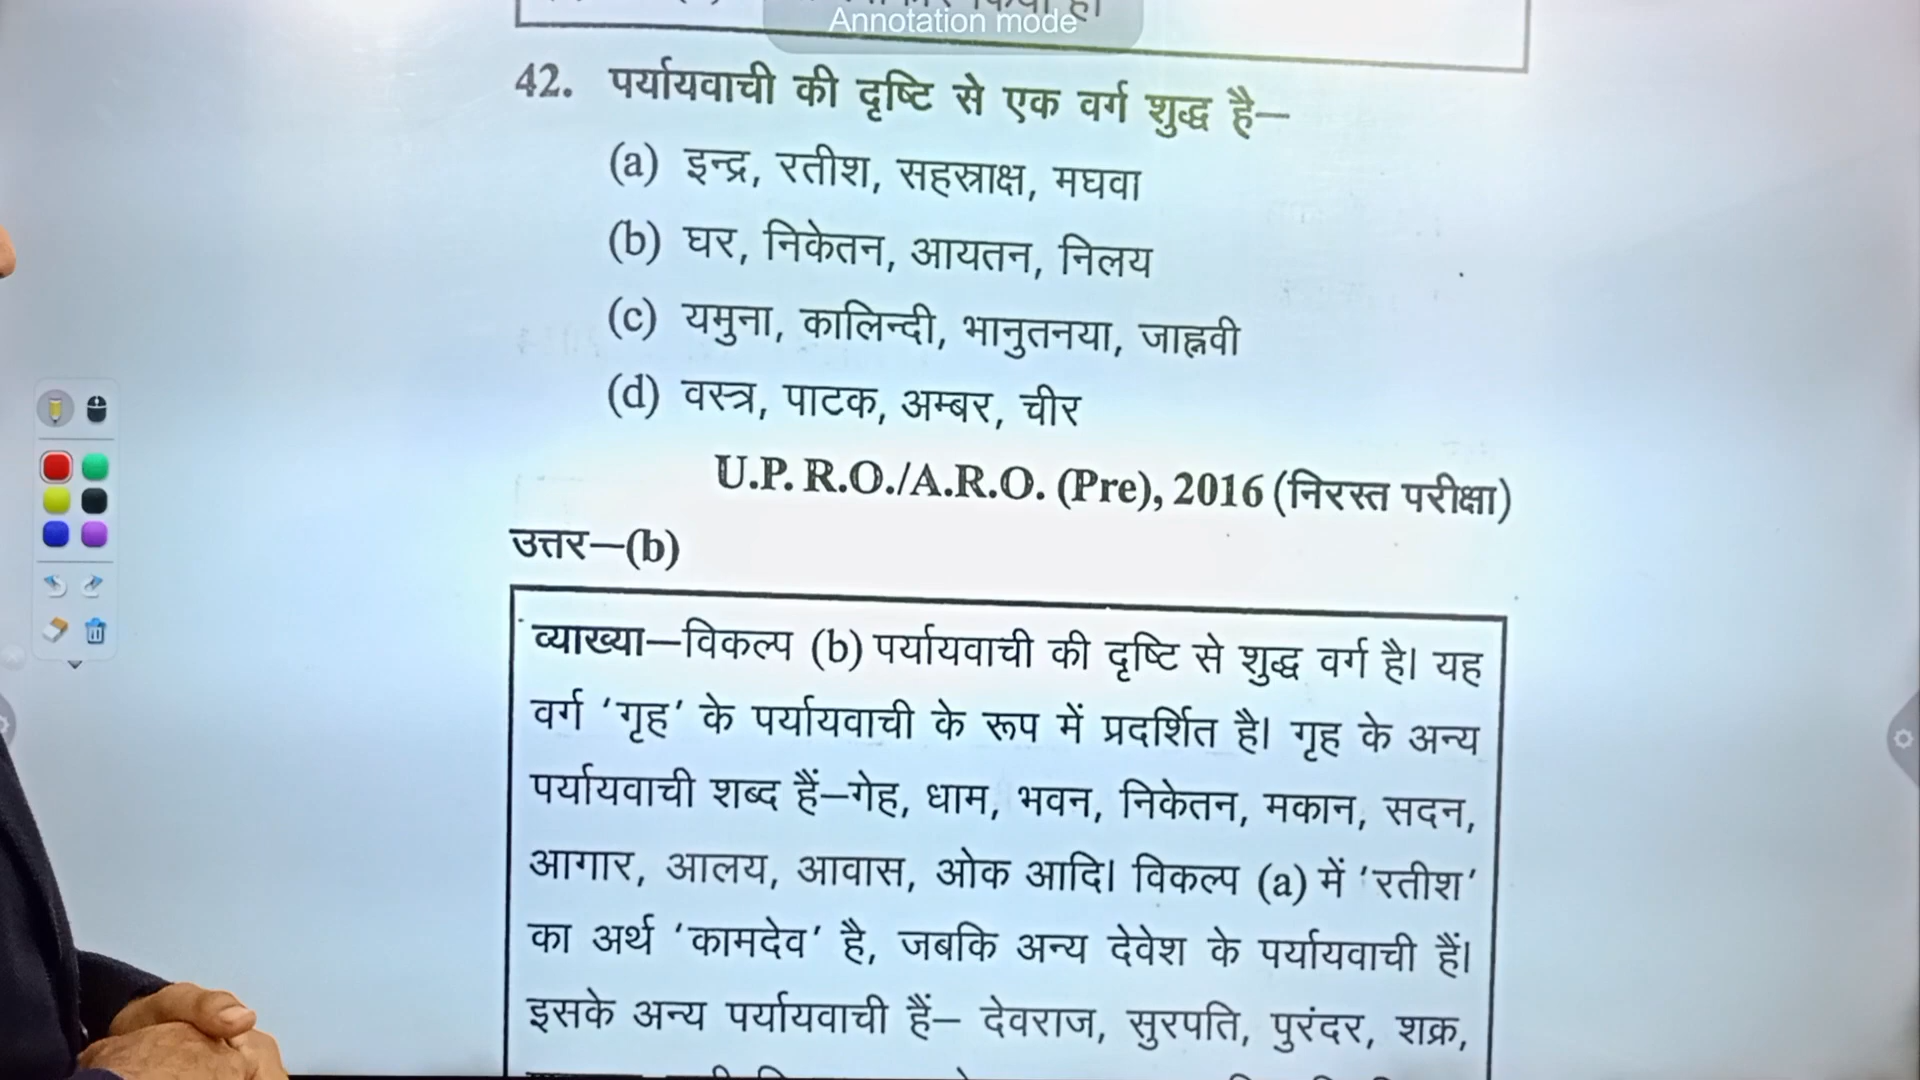 Annotation mode
42. पर्यायवाची की दृष्टि से एक वर्ग शुद्ध है–
(a) इन्द्र, रतीश, सहस्राक्ष, मघवा
(b) घर, निकेतन, आयतन, निलय
(c) यमुना, कालिन्दी, भानुतनया, जाह्नवी
(d) वस्त्र, पाटक, अम्बर, चीर
U.P. R.O./A.R.O. (Pre), 2016 (निरस्त परीक्षा)
उत्तर–(b)
व्याख्या–विकल्प (b) पर्यायवाची की दृष्टि से शुद्ध वर्ग है। यह
वर्ग ‘गृह’ के पर्यायवाची के रूप में प्रदर्शित है। गृह के अन्य
पर्यायवाची शब्द हैं–गेह, धाम, भवन, निकेतन, मकान, सदन,
आगार, आलय, आवास, ओक आदि। विकल्प (a) में ‘रतीश’
का अर्थ ‘कामदेव’ है, जबकि अन्य देवेश के पर्यायवाची हैं।
इसके अन्य पर्यायवाची हैं– देवराज, सुरपति, पुरंदर, शक्र,